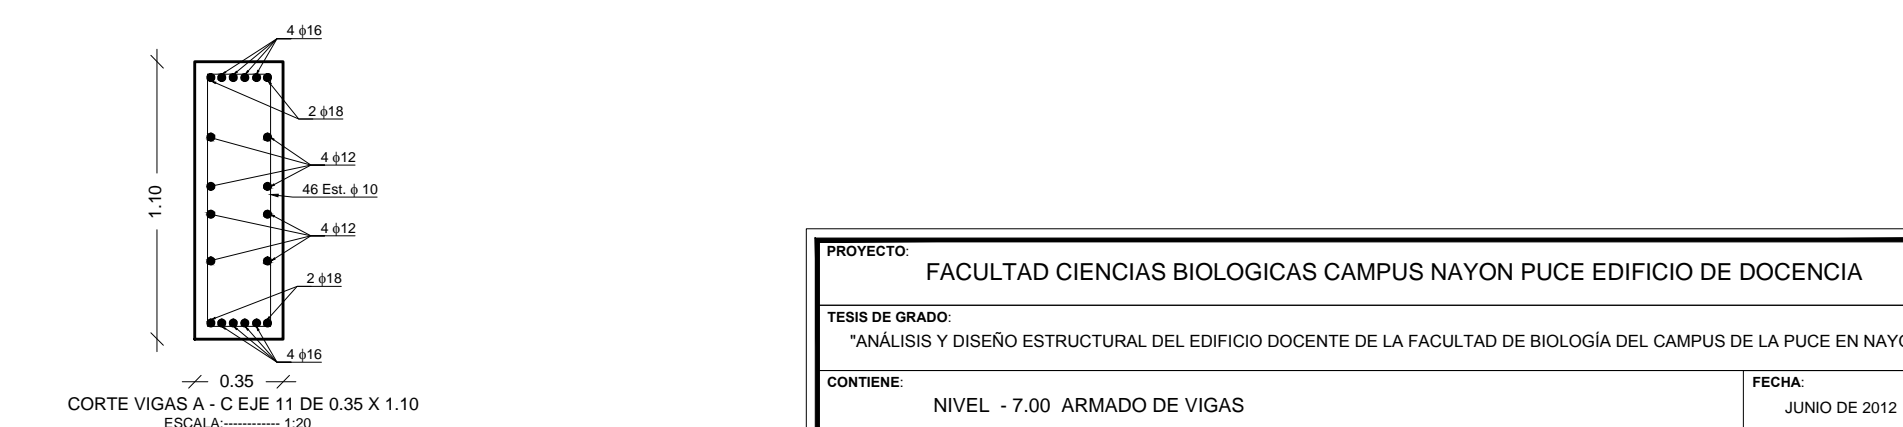 4 ϕ16
2 ϕ18
4 ϕ12
46 Est. ϕ 10
4 ϕ12
2 ϕ18
4 ϕ16
1.10
0.35
CORTE VIGAS A - C EJE 11 DE 0.35 X 1.10
ESCALA:------------ 1:20
PROYECTO:
FACULTAD CIENCIAS BIOLOGICAS CAMPUS NAYON PUCE EDIFICIO DE DOCENCIA
TESIS DE GRADO:
"ANÁLISIS Y DISEÑO ESTRUCTURAL DEL EDIFICIO DOCENTE DE LA FACULTAD DE BIOLOGÍA DEL CAMPUS DE LA PUCE EN NAYO
CONTIENE:
NIVEL - 7.00 ARMADO DE VIGAS
FECHA:
JUNIO DE 2012